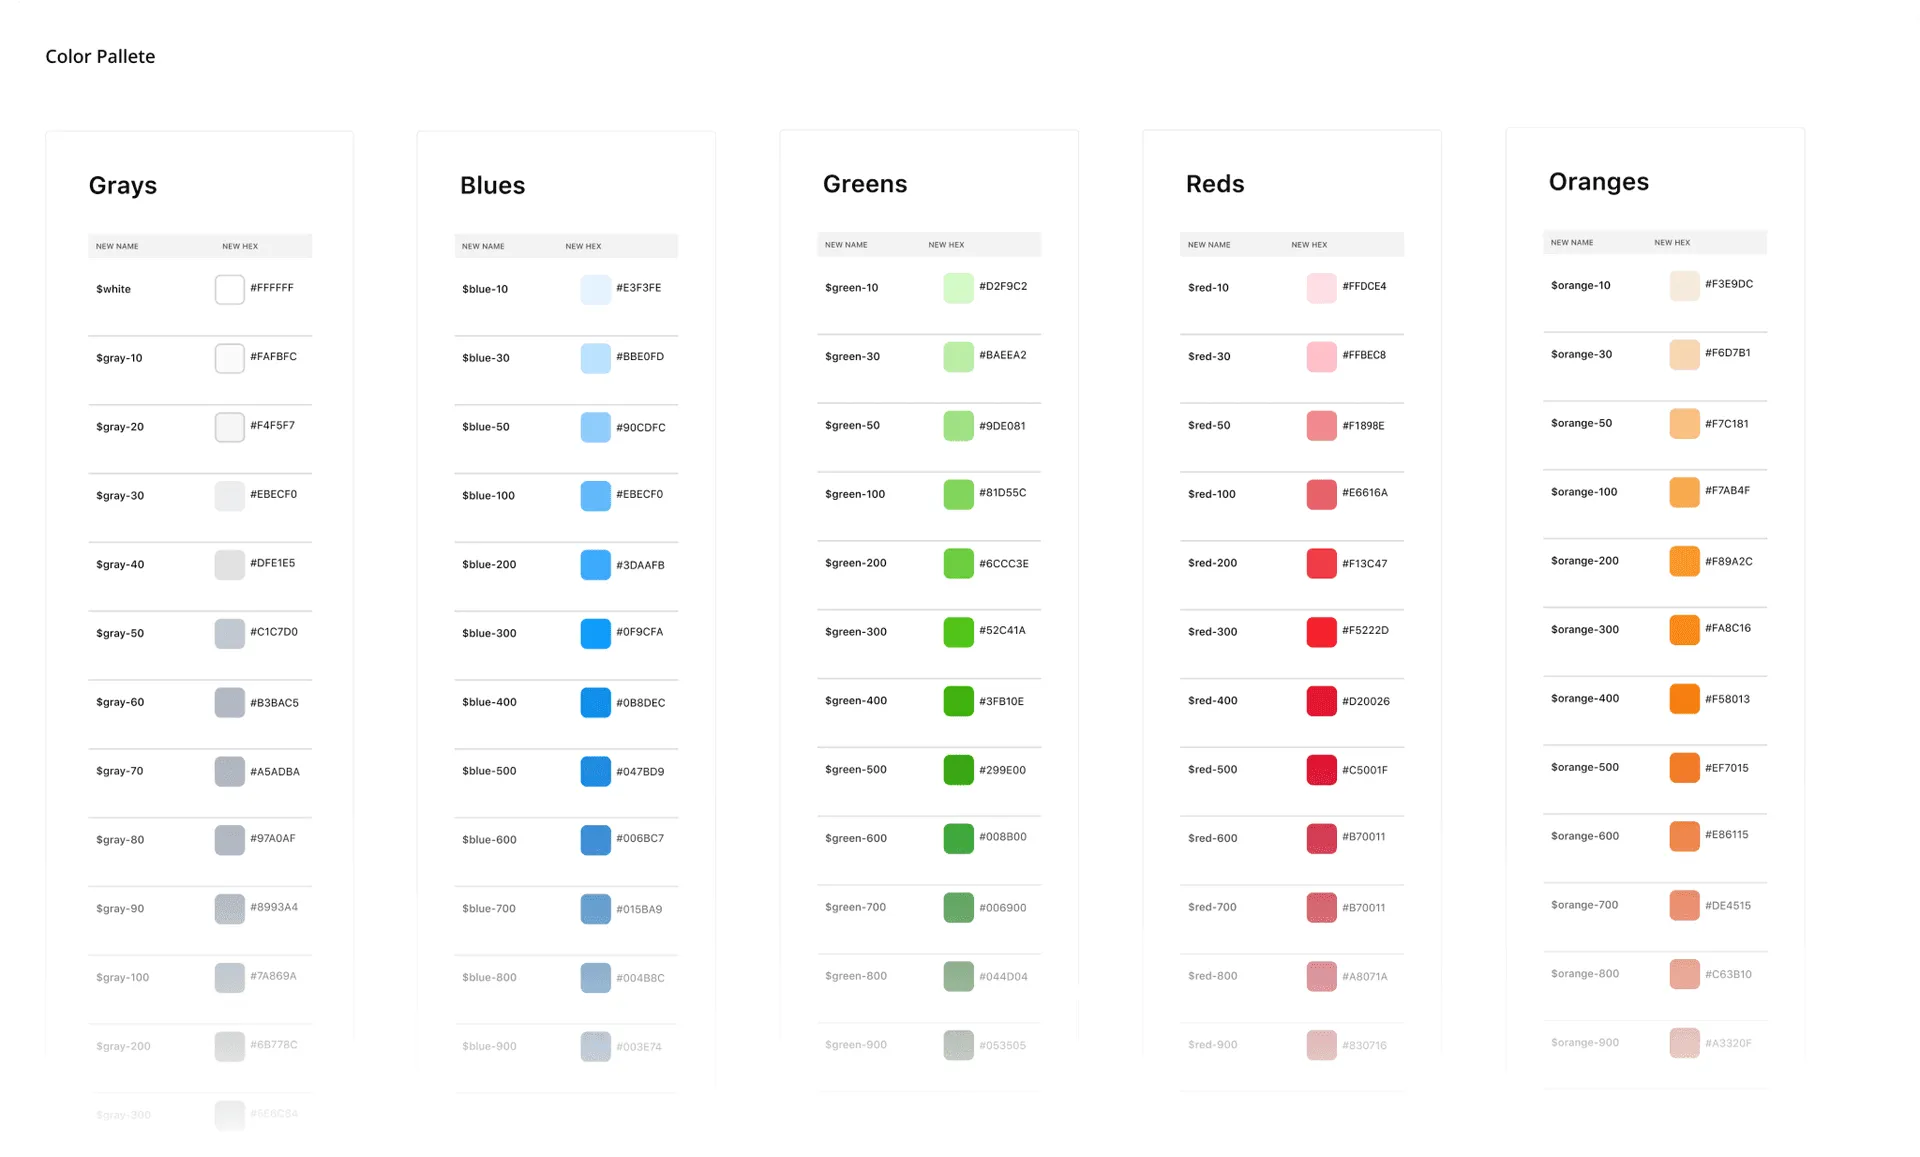 Color Pallete
Grays
NEW NAME NEW HEX
$white #FFFFFF
$gray-10 #FAFBFC
$gray-20 #F4F5F7
$gray-30 #EBECF0
$gray-40 #DFE1E5
$gray-50 #C1C7D0
$gray-60 #B3BAC5
$gray-70 #A5ADBA
$gray-80 #97A0AF
$gray-90 #8993A4
$gray-100 #7A869A
$gray-200 #6B778C
$gray-300
Blues
NEW NAME NEW HEX
$blue-10 #E3F3FE
$blue-30 #BBE0FD
$blue-50 #90CDFC
$blue-100 #EBECF0
$blue-200 #3DAAFB
$blue-300 #0F9CFA
$blue-400 #0B8DEC
$blue-500 #047BD9
$blue-600 #006BC7
$blue-700 #015BA9
$blue-800 #004B8C
$blue-900 #003E74
Greens
NEW NAME NEW HEX
$green-10 #D2F9C2
$green-30 #BAEEA2
$green-50 #9DE081
$green-100 #81D55C
$green-200 #6CCC3E
$green-300 #52C41A
$green-400 #3FB10E
$green-500 #299E00
$green-600 #008B00
$green-700 #006900
$green-800 #044D04
$green-900 #053505
Reds
NEW NAME NEW HEX
$red-10 #FFDCE4
$red-30 #FFBEC8
$red-50 #F1898E
$red-100 #E6616A
$red-200 #F13C47
$red-300 #F5222D
$red-400 #D20026
$red-500 #C5001F
$red-600 #B70011
$red-700 #B70011
$red-800 #A8071A
$red-900 #830716
Oranges
NEW NAME NEW HEX
$orange-10 #F3E9DC
$orange-30 #F6D7B1
$orange-50 #F7C181
$orange-100 #F7AB4F
$orange-200 #F89A2C
$orange-300 #FA8C16
$orange-400 #F58013
$orange-500 #EF7015
$orange-600 #E86115
$orange-700 #DE4515
$orange-800 #C63B10
$orange-900 #A3320F